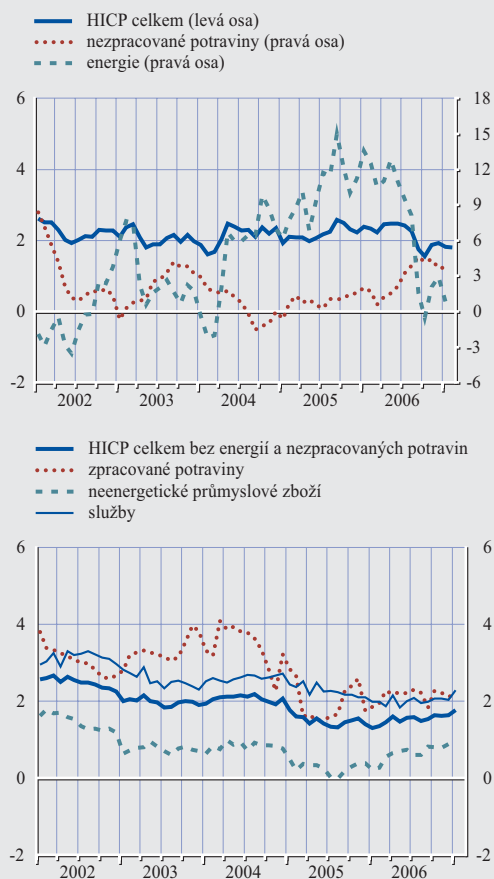 HICP celkem (levá osa)
nezpracované potraviny (pravá osa)
energie (pravá osa)
6 18
15
4 12
9
2 6
3
0 0
-3
-2 -6
2002 2003 2004 2005 2006
HICP celkem bez energií a nezpracovaných potravin
zpracované potraviny
neenergetické průmyslové zboží
služby
6 6
4 4
2 2
0 0
-2 -2
2002 2003 2004 2005 2006